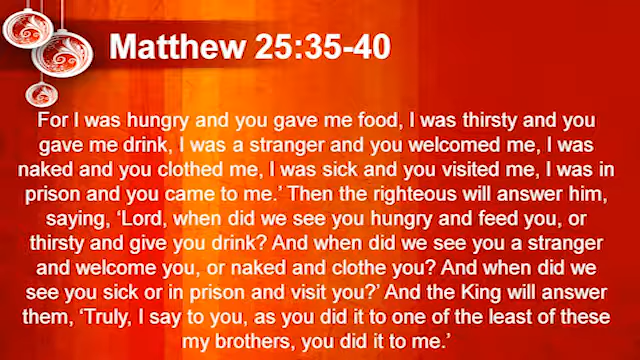 Matthew 25:35-40
For I was hungry and you gave me food, I was thirsty and you
gave me drink, I was a stranger and you welcomed me, I was
naked and you clothed me, I was sick and you visited me, I was in
prison and you came to me.’ Then the righteous will answer him,
saying, ‘Lord, when did we see you hungry and feed you, or
thirsty and give you drink? And when did we see you a stranger
and welcome you, or naked and clothe you? And when did we
see you sick or in prison and visit you?’ And the King will answer
them, ‘Truly, I say to you, as you did it to one of the least of these
my brothers, you did it to me.’